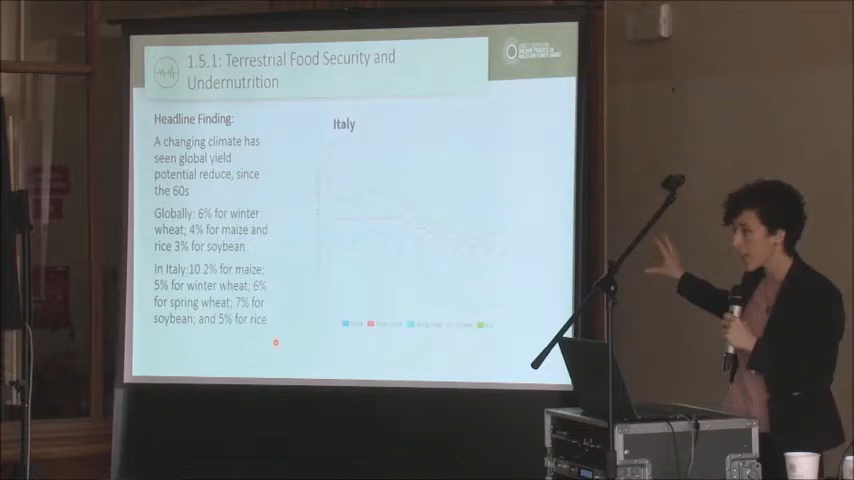 1.5.1: Terrestrial Food Security and
Undernutrition
Headline Finding:
A changing climate has
seen global yield
potential reduce, since
the 60s
Globally: 6% for winter
wheat; 4% for maize and
rice 3% for soybean
In Italy:10.2% for maize;
5% for winter wheat; 6%
for spring wheat; 7% for
soybean; and 5% for rice
Italy